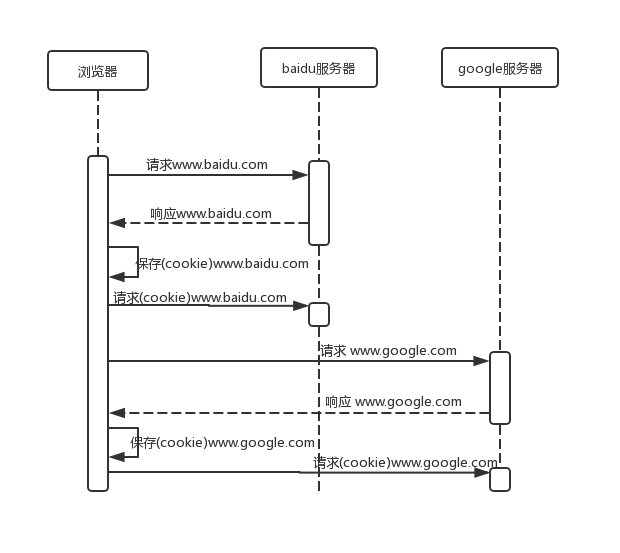 浏览器
baidu服务器
google服务器
请求www.baidu.com
响应www.baidu.com
保存(cookie)www.baidu.com
请求(cookie)www.baidu.com
请求 www.google.com
响应 www.google.com
保存(cookie)www.google.com
请求(cookie)www.google.com